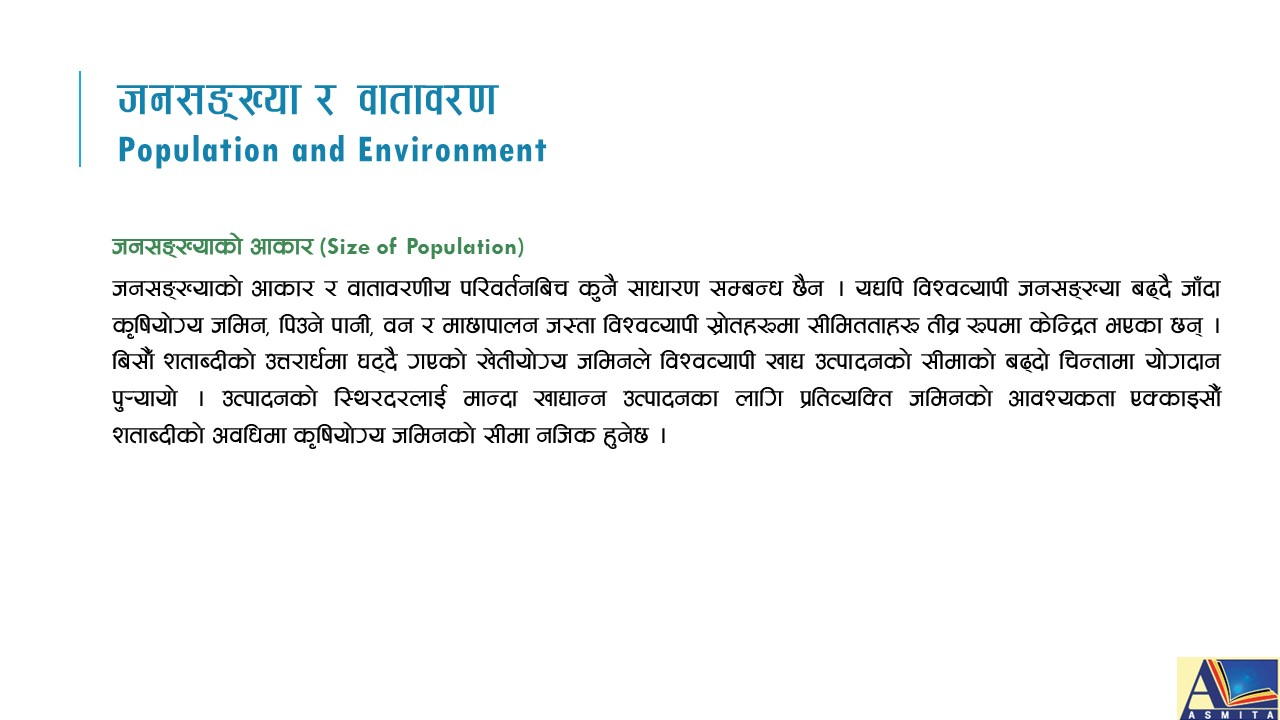 जनसङ्ख्या र वातावरण
Population and Environment
जनसङ्ख्याको आकार (Size of Population)
जनसङ्ख्याको आकार र वातावरणीय परिवर्तनबिच कुनै साधारण सम्बन्ध छैन । यद्यपि विश्वव्यापी जनसङ्ख्या बढ्दै जाँदा
कृषियोग्य जमिन, पिउने पानी, वन र माछापालन जस्ता विश्वव्यापी स्रोतहरूमा सीमितताहरू तीव्र रूपमा केन्द्रित भएका छन् ।
बिसौँ शताब्दीको उत्तरार्धमा घट्दै गएको खेतीयोग्य जमिनले विश्वव्यापी खाद्य उत्पादनको सीमाको बढ्दो चिन्तामा योगदान
पुऱ्यायो । उत्पादनको स्थिरदरलाई मान्दा खाद्यान्न उत्पादनका लागि प्रतिव्यक्ति जमिनको आवश्यकता एक्काइसौँ
शताब्दीको अवधिमा कृषियोग्य जमिनको सीमा नजिक हुनेछ ।
ASMITA